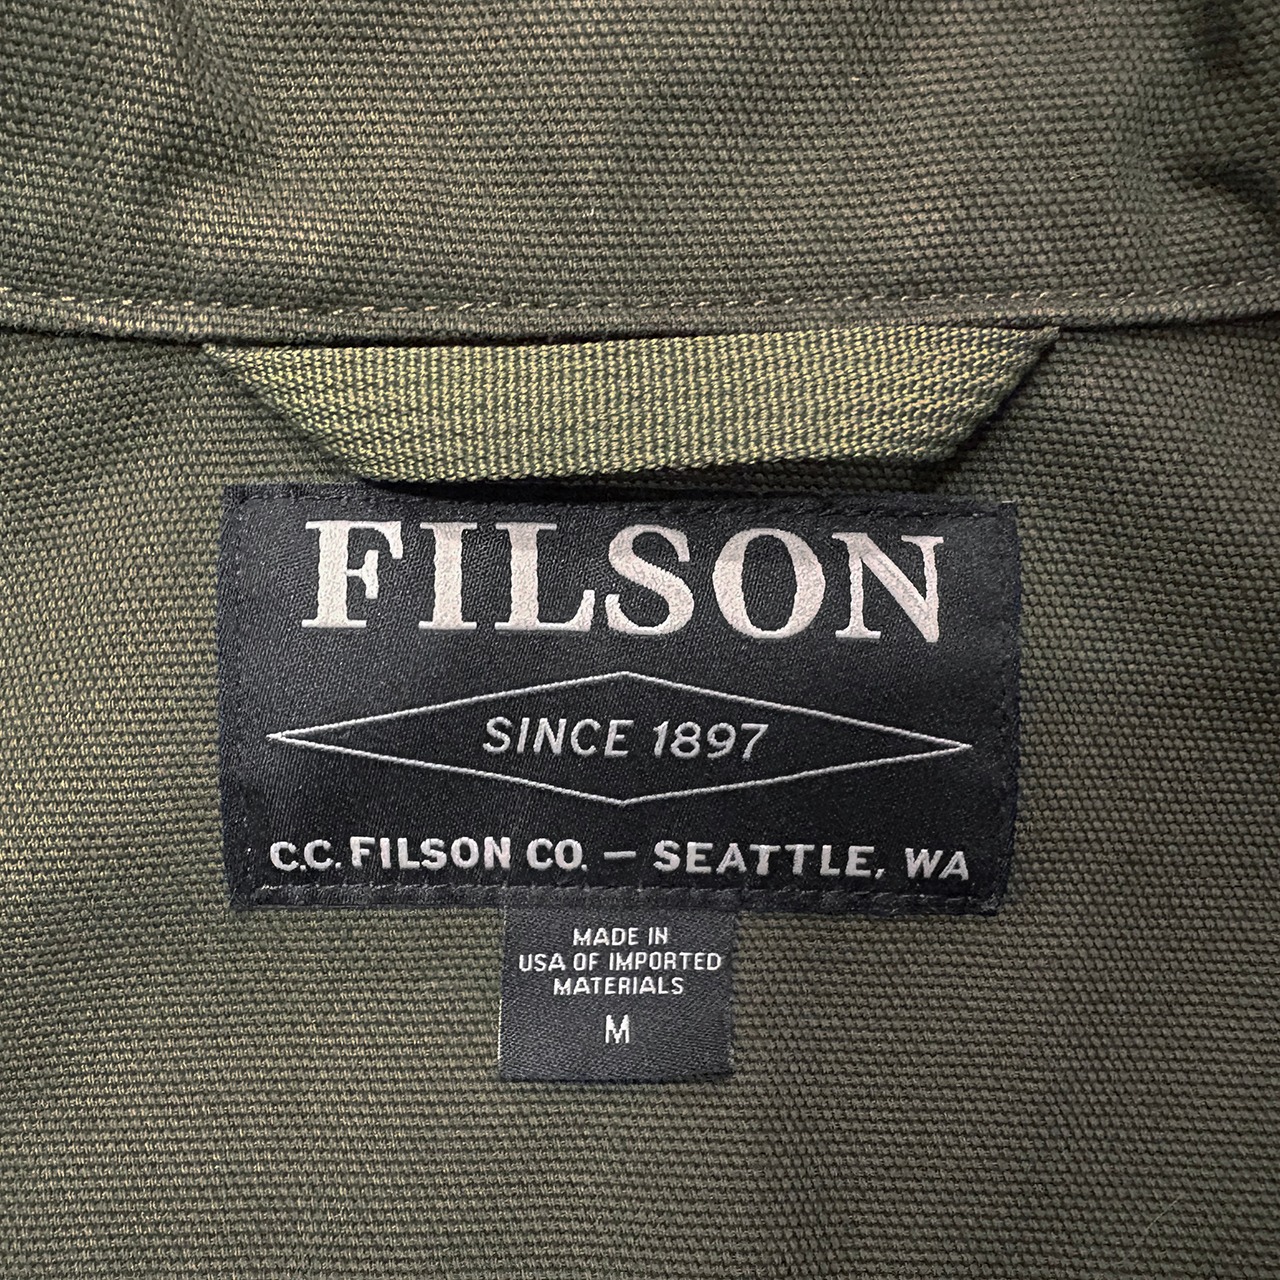 FILSON
SINCE 1897
C.C. FILSON CO. — SEATTLE, WA
MADE IN
USA OF IMPORTED
MATERIALS
M